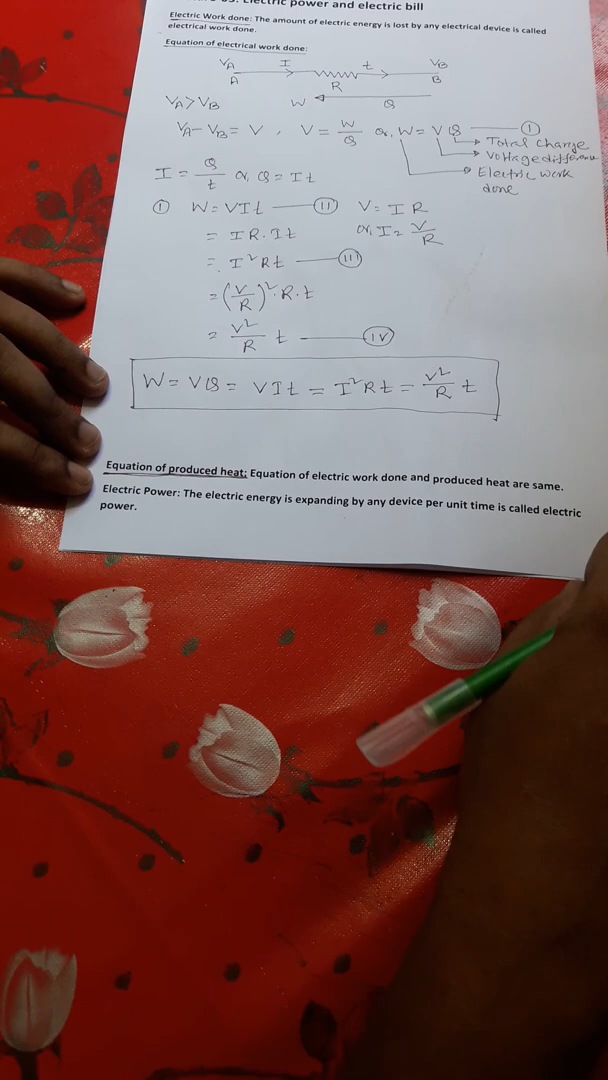 Electric power and electric bill
Electric Work done: The amount of electric energy is lost by any electrical device is called
electrical work done.
Equation of electrical work done:
VA I t VB
A R B
W Q
VA > VB
VA - VB = V , V = W/Q or, W = VQ (I)
Total Charge
Voltage difference
Electric work
done
I = Q/t or, Q = It
(I) W = VIt (II) V = IR
= IR.It or, I = V/R
= I²Rt (III)
= (V/R)².R.t
= V²/R t (IV)
W = VQ = VIt = I²Rt = V²/R t
Equation of produced heat: Equation of electric work done and produced heat are same.
Electric Power: The electric energy is expanding by any device per unit time is called electric
power.